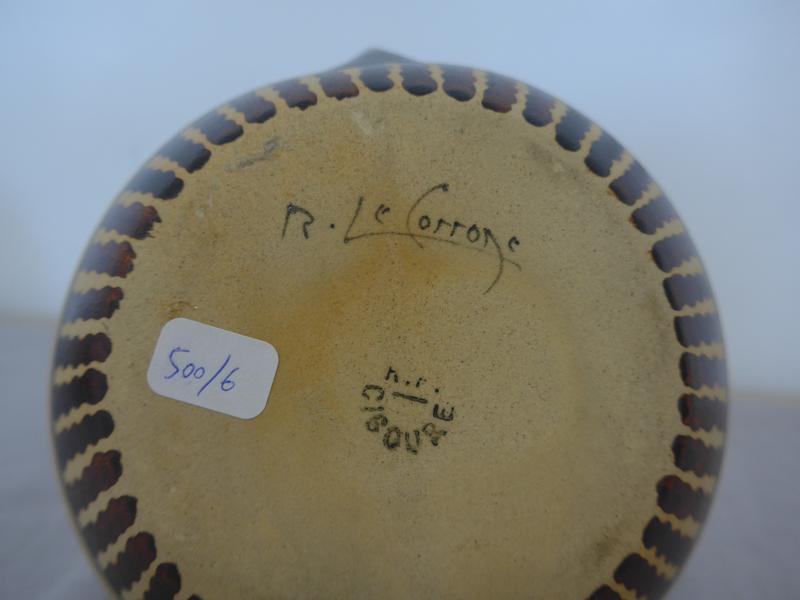 R. Le Corrone
500/6
R.F.
CIBOURE